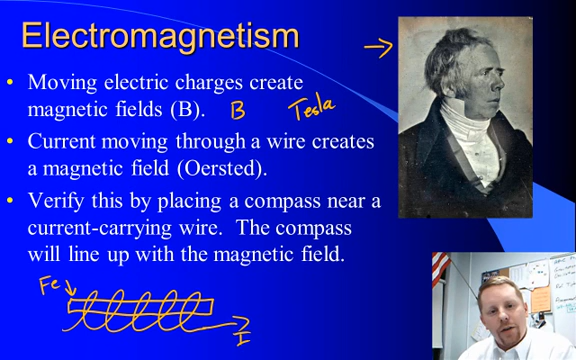 Electromagnetism
• Moving electric charges create
magnetic fields (B). B Tesla
• Current moving through a wire creates
a magnetic field (Oersted).
• Verify this by placing a compass near a
current-carrying wire. The compass
will line up with the magnetic field.
Fe
I